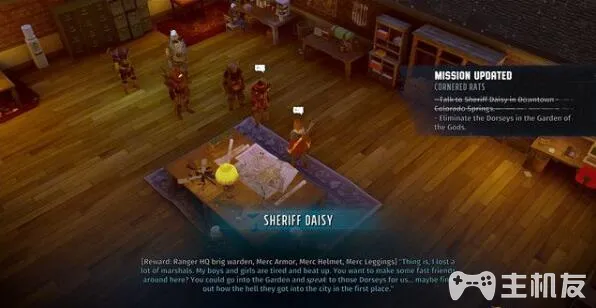 MISSION UPDATED
CORNERED RATS
- Talk to Sheriff Daisy in Downtown
Colorado Springs.
- Eliminate the Dorseys in the Garden of
the Gods.
SHERIFF DAISY
[Reward: Ranger HQ brig warden, Merc Armor, Merc Helmet, Merc Leggings] "Thing is, I lost a
lot of marshals. My boys and girls are tired and beat up. You want to make some fast friends
around here? You could go into the Garden and speak to those Dorseys for us... maybe find
out how the hell they got into the city in the first place."
主机友